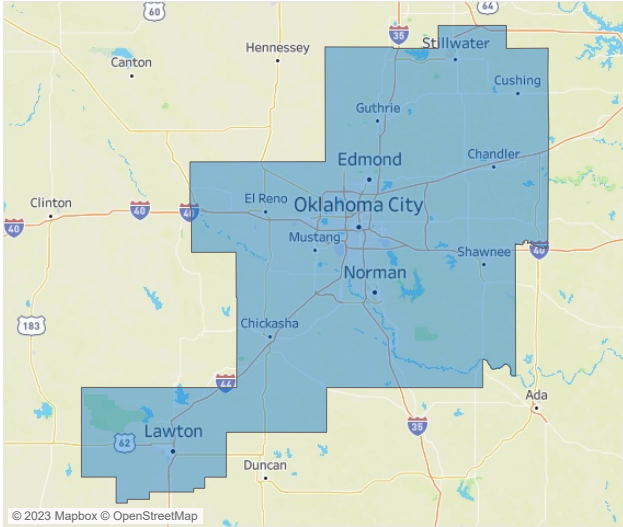 60
35
64
Stillwater
Hennessey
Canton
Cushing
Guthrie
Edmond
Chandler
Clinton
El Reno
Oklahoma City
40
40
40
Mustang
40
Shawnee
Norman
183
Chickasha
44
Ada
35
Lawton
62
Duncan
© 2023 Mapbox © OpenStreetMap